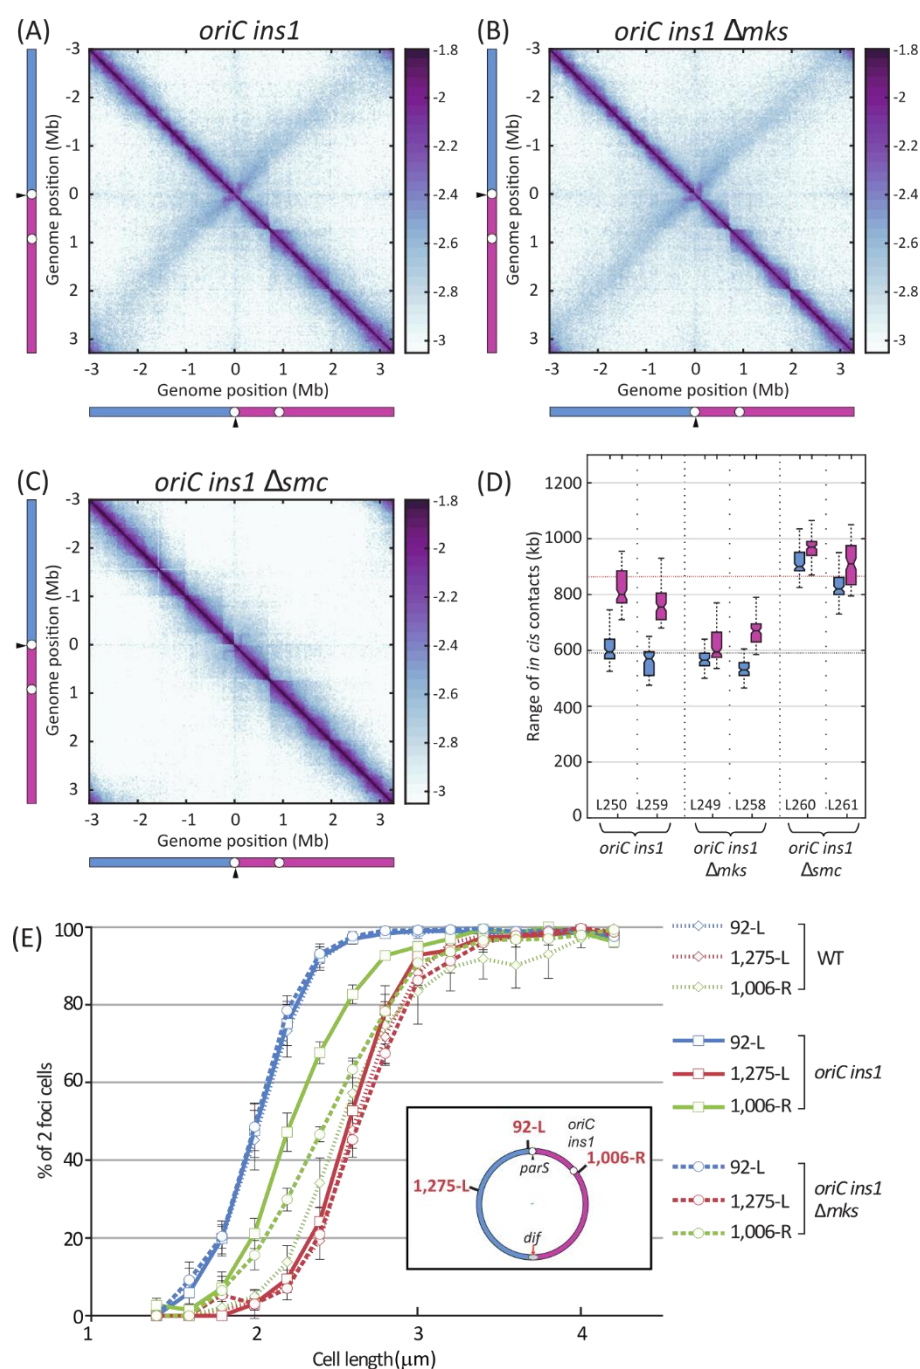 (A)
oriC ins1
-3
-2
-1
0
1
2
3
Genome position (Mb)
-3 -2 -1 0 1 2 3
Genome position (Mb)
-1.8
-2
-2.2
-2.4
-2.6
-2.8
-3
(B)
oriC ins1 Δmks
-3
-2
-1
0
1
2
3
Genome position (Mb)
-3 -2 -1 0 1 2 3
Genome position (Mb)
-1.8
-2
-2.2
-2.4
-2.6
-2.8
-3
(C)
oriC ins1 Δsmc
-3
-2
-1
0
1
2
3
Genome position (Mb)
-3 -2 -1 0 1 2 3
Genome position (Mb)
-1.8
-2
-2.2
-2.4
-2.6
-2.8
-3
(D)
Range of in cis contacts (kb)
1200
1000
800
600
400
200
0
L250 L259 L249 L258 L260 L261
oriC ins1
oriC ins1
Δmks
oriC ins1
Δsmc
(E)
% of 2 foci cells
100
80
60
40
20
0
1 2 3 4
Cell length(μm)
92-L
1,275-L
1,006-R
WT
92-L
1,275-L
1,006-R
oriC ins1
92-L
1,275-L
1,006-R
oriC ins1
Δmks
92-L
oriC
ins1
parS
1,006-R
1,275-L
dif